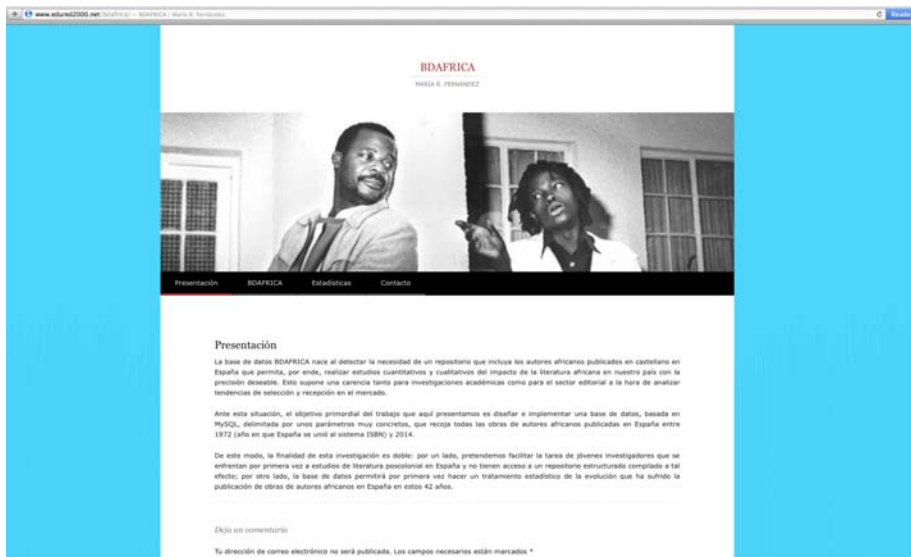 www.edured2000.net/bdafrica/ — BDAFRICA | María R. Fernández
BDAFRICA
MARÍA R. FERNÁNDEZ
Presentación BDAFRICA Estadísticas Contacto
Presentación
La base de datos BDAFRICA nace al detectar la necesidad de un repositorio que incluya los autores africanos publicados en castellano en
España que permita, por ende, realizar estudios cuantitativos y cualitativos del impacto de la literatura africana en nuestro país con la
precisión deseable. Esto supone una carencia tanto para investigaciones académicas como para el sector editorial a la hora de analizar
tendencias de selección y recepción en el mercado.
Ante esta situación, el objetivo primordial del trabajo que aquí presentamos es diseñar e implementar una base de datos, basada en
MySQL, delimitada por unos parámetros muy concretos, que recoja todas las obras de autores africanos publicadas en España entre
1972 (año en que España se unió al sistema ISBN) y 2014.
De este modo, la finalidad de esta investigación es doble: por un lado, pretendemos facilitar la tarea de jóvenes investigadores que se
enfrentan por primera vez a estudios de literatura poscolonial en España y no tienen acceso a un repositorio estructurado compilado a tal
efecto; por otro lado, la base de datos permitirá por primera vez hacer un tratamiento estadístico de la evolución que ha sufrido la
publicación de obras de autores africanos en España en estos 42 años.
Deja un comentario
Tu dirección de correo electrónico no será publicada. Los campos necesarios están marcados *